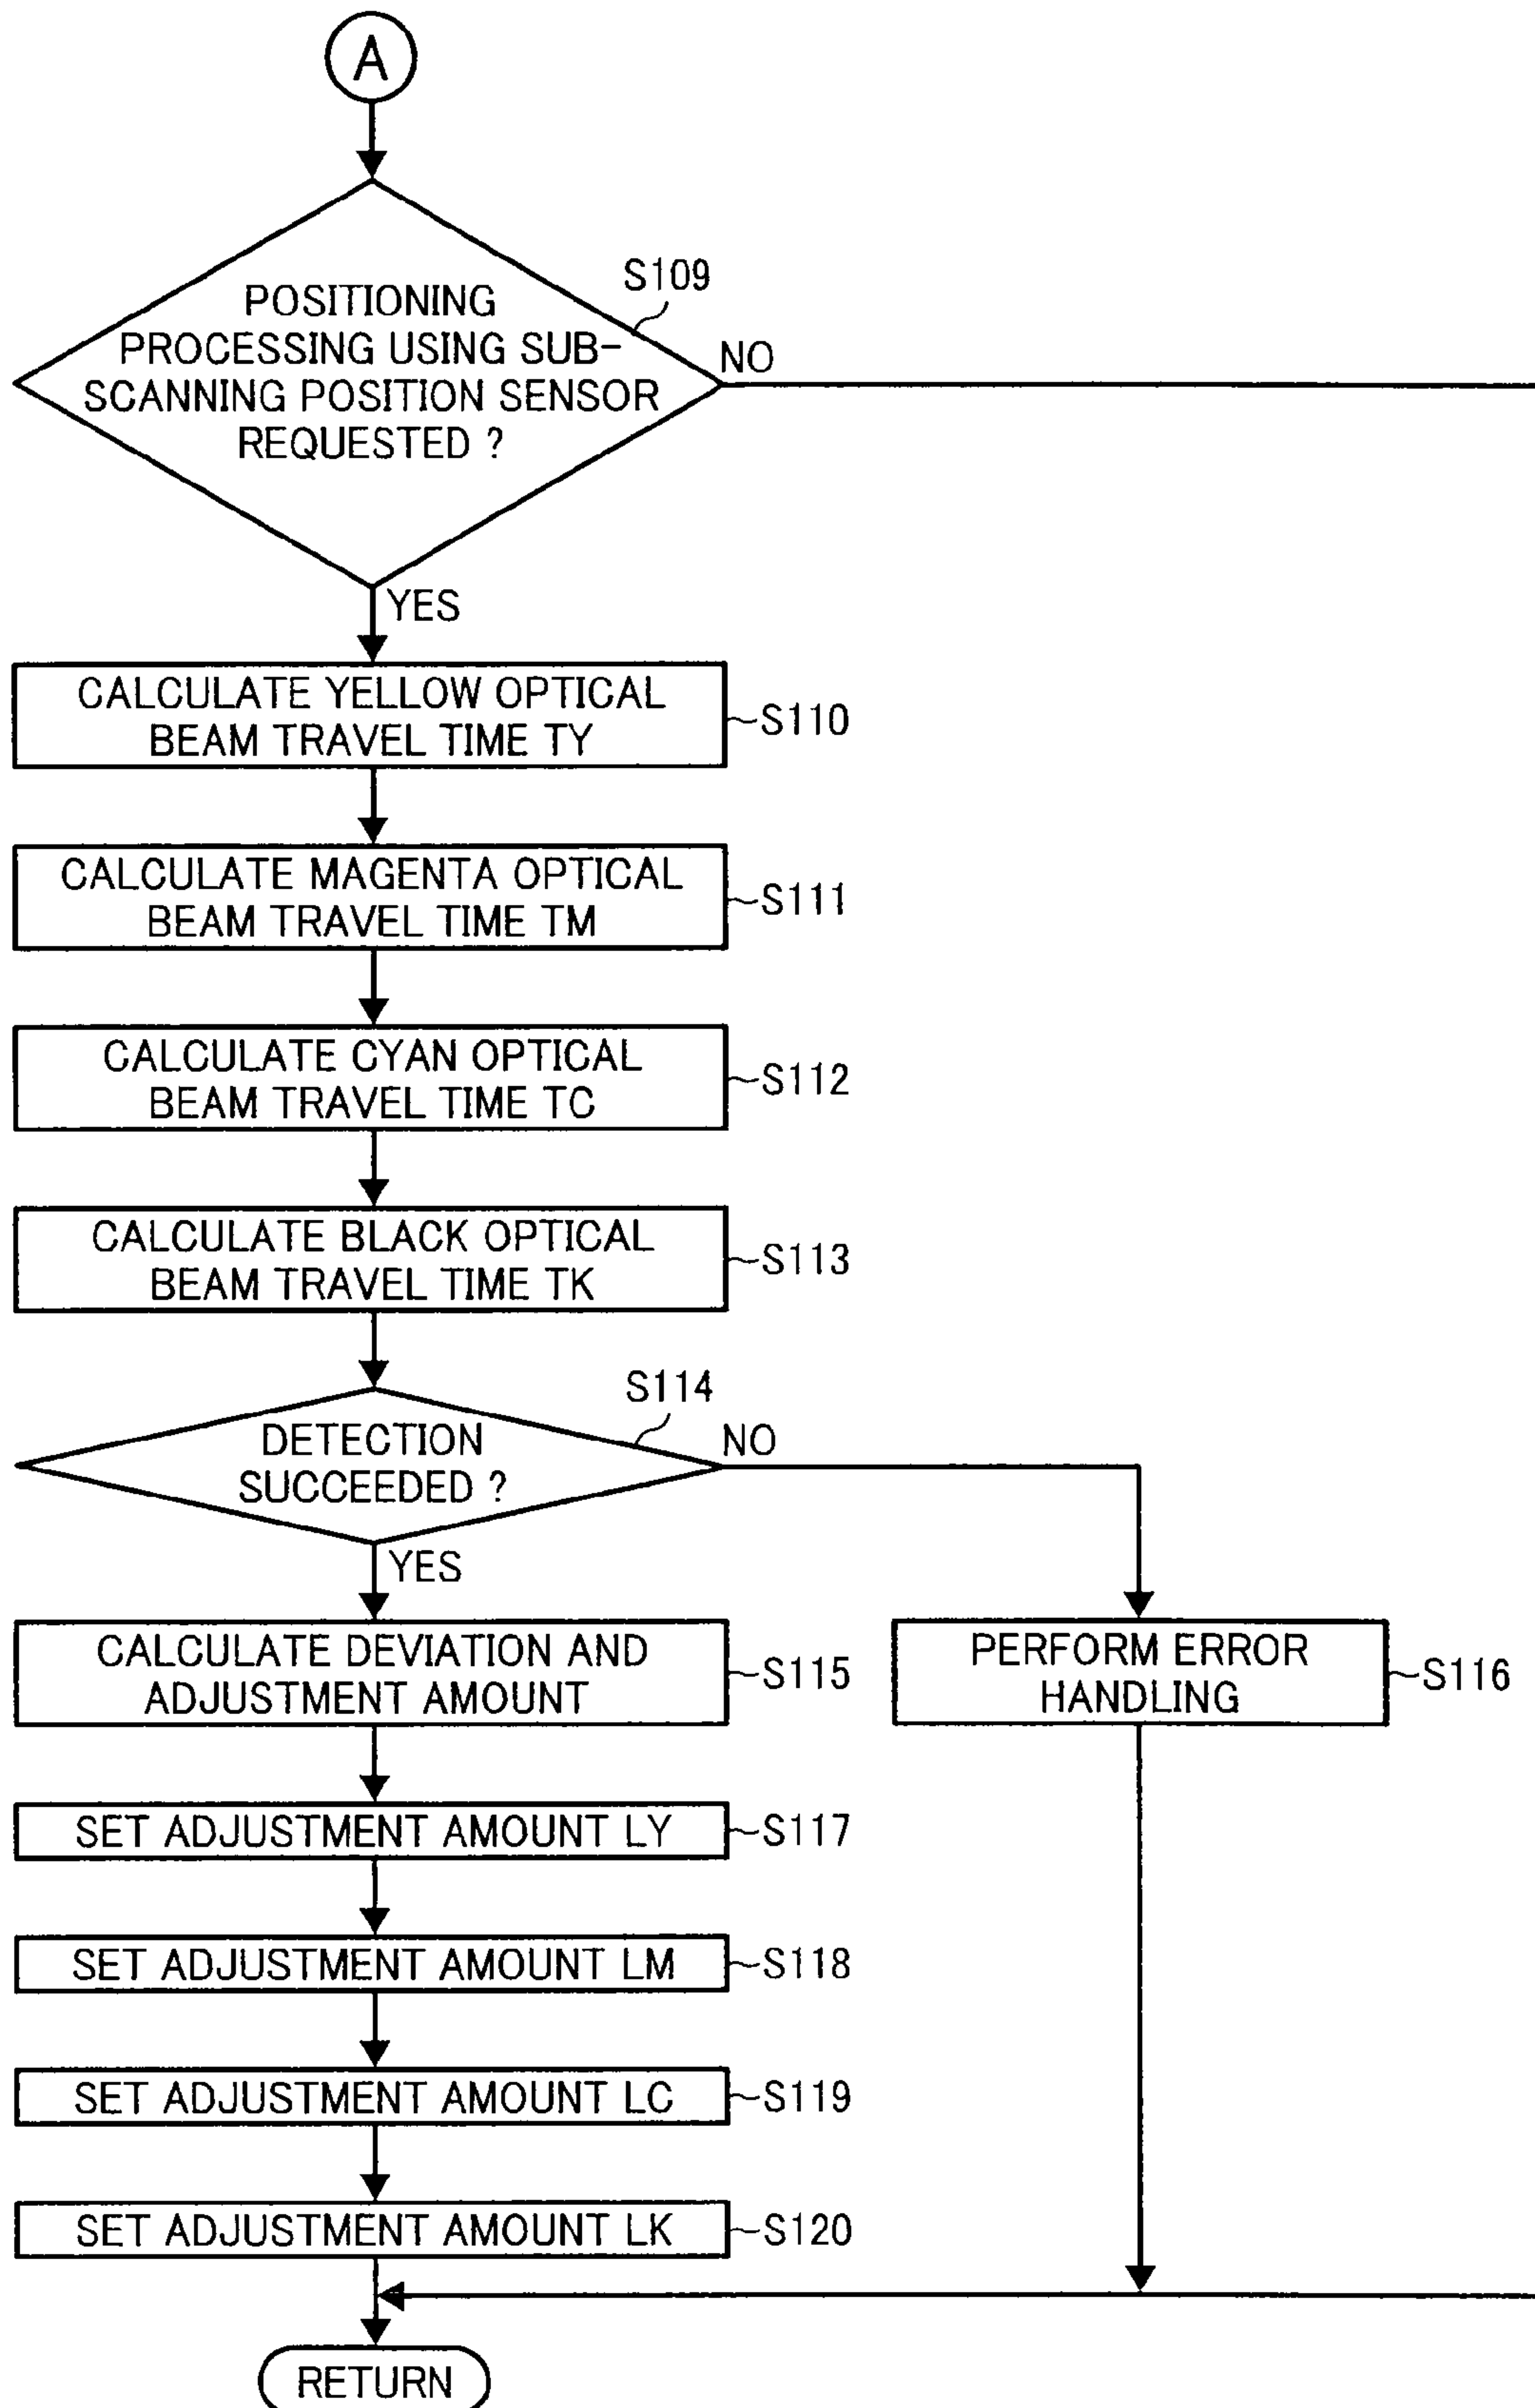 A
S109
POSITIONING
PROCESSING USING SUB-
SCANNING POSITION SENSOR
REQUESTED ?
NO
YES
CALCULATE YELLOW OPTICAL
BEAM TRAVEL TIME TY
S110
CALCULATE MAGENTA OPTICAL
BEAM TRAVEL TIME TM
S111
CALCULATE CYAN OPTICAL
BEAM TRAVEL TIME TC
S112
CALCULATE BLACK OPTICAL
BEAM TRAVEL TIME TK
S113
S114
DETECTION
SUCCEEDED ?
NO
YES
CALCULATE DEVIATION AND
ADJUSTMENT AMOUNT
S115
PERFORM ERROR
HANDLING
S116
SET ADJUSTMENT AMOUNT LY
S117
SET ADJUSTMENT AMOUNT LM
S118
SET ADJUSTMENT AMOUNT LC
S119
SET ADJUSTMENT AMOUNT LK
S120
RETURN